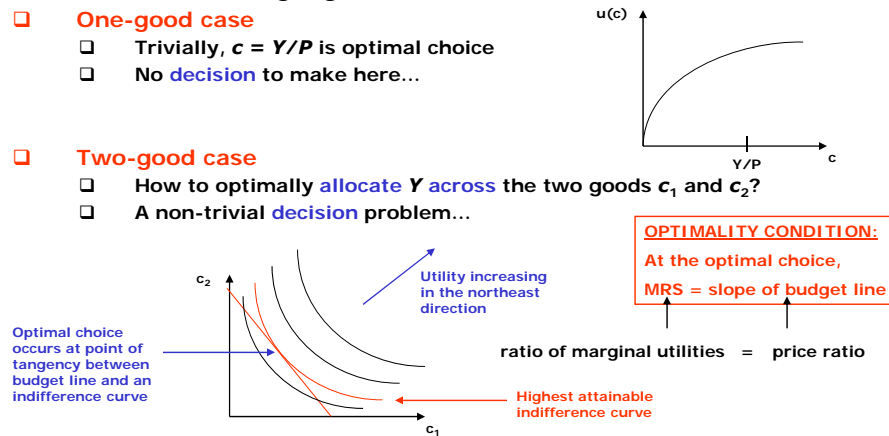 One-good case
Trivially, c = Y/P is optimal choice
No decision to make here…
u(c)
Y/P
c
Two-good case
How to optimally allocate Y across the two goods c₁ and c₂?
A non-trivial decision problem…
OPTIMALITY CONDITION:
At the optimal choice,
MRS = slope of budget line
ratio of marginal utilities = price ratio
c₂
Utility increasing
in the northeast
direction
Optimal choice
occurs at point of
tangency between
budget line and an
indifference curve
Highest attainable
indifference curve
c₁